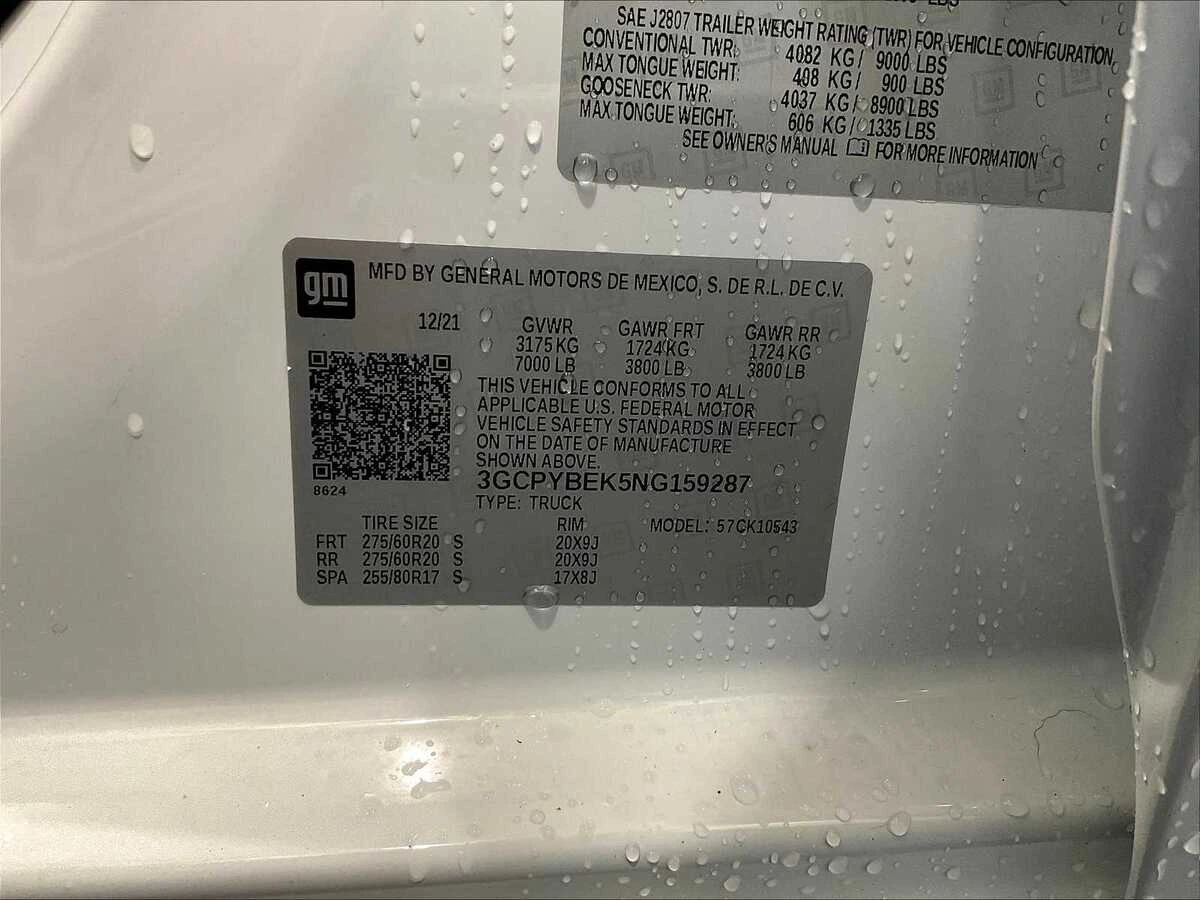 LBS
SAE J2807 TRAILER WEIGHT RATING (TWR) FOR VEHICLE CONFIGURATION,
CONVENTIONAL TWR: 4082 KG / 9000 LBS
MAX TONGUE WEIGHT: 408 KG / 900 LBS
GOOSENECK TWR: 4037 KG / 8900 LBS
MAX TONGUE WEIGHT: 606 KG / 1335 LBS
SEE OWNER'S MANUAL FOR MORE INFORMATION
gm MFD BY GENERAL MOTORS DE MEXICO, S. DE R.L. DE C.V.
12/21 GVWR GAWR FRT GAWR RR
3175 KG 1724 KG 1724 KG
7000 LB 3800 LB 3800 LB
THIS VEHICLE CONFORMS TO ALL
APPLICABLE U.S. FEDERAL MOTOR
VEHICLE SAFETY STANDARDS IN EFFECT
ON THE DATE OF MANUFACTURE
SHOWN ABOVE.
3GCPYBEK5NG159287
8624
TYPE: TRUCK
TIRE SIZE RIM MODEL: 57CK10543
FRT 275/60R20 S 20X9J
RR 275/60R20 S 20X9J
SPA 255/80R17 S 17X8J